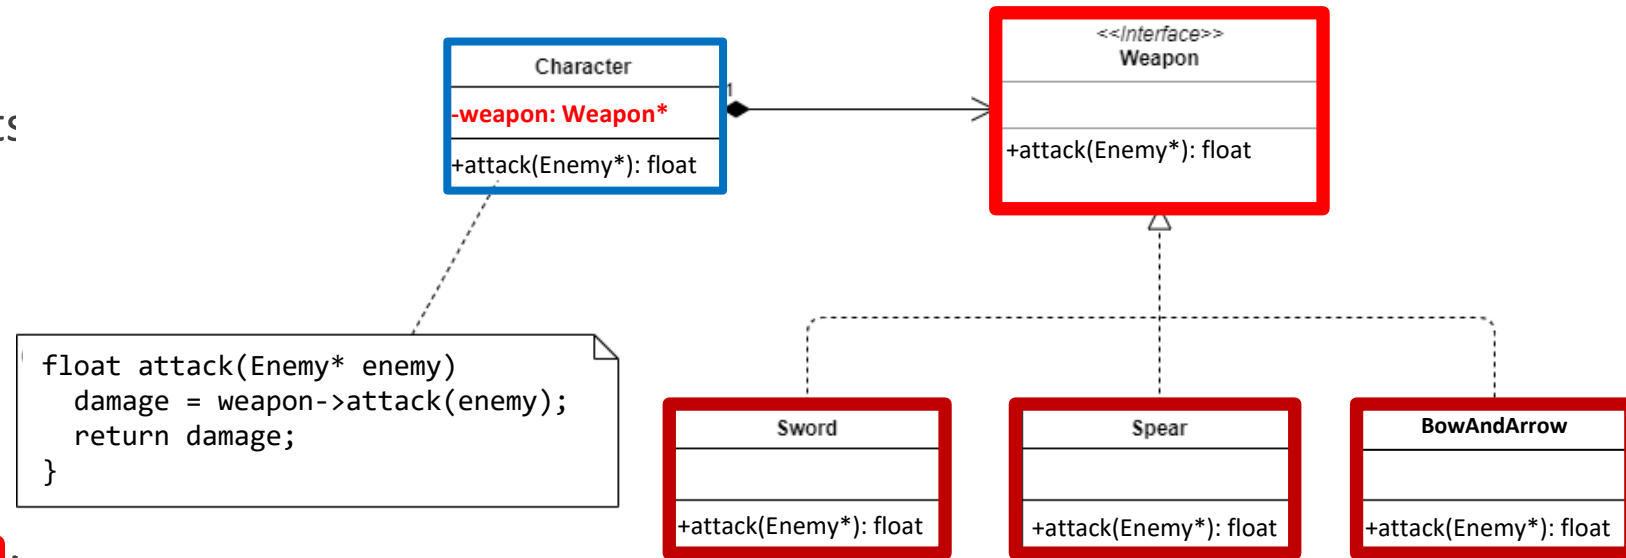 <<Interface>>
Weapon
+attack(Enemy*): float
Character
1
-weapon: Weapon*
+attack(Enemy*): float
ts
float attack(Enemy* enemy)
damage = weapon->attack(enemy);
return damage;
}
Sword
+attack(Enemy*): float
Spear
+attack(Enemy*): float
BowAndArrow
+attack(Enemy*): float